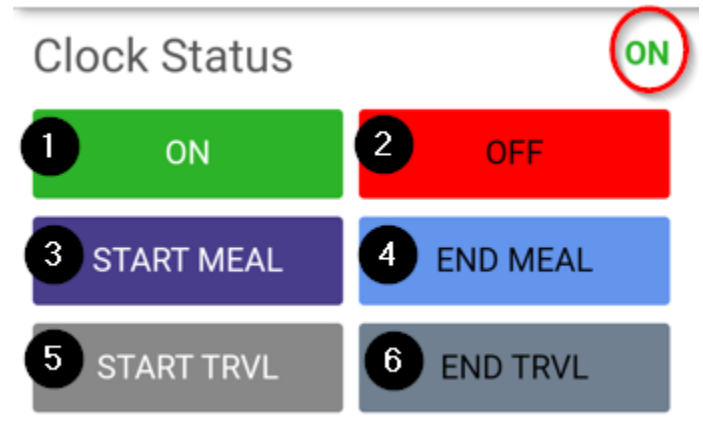 Clock Status ON
1 ON 2 OFF
3 START MEAL 4 END MEAL
5 START TRVL 6 END TRVL